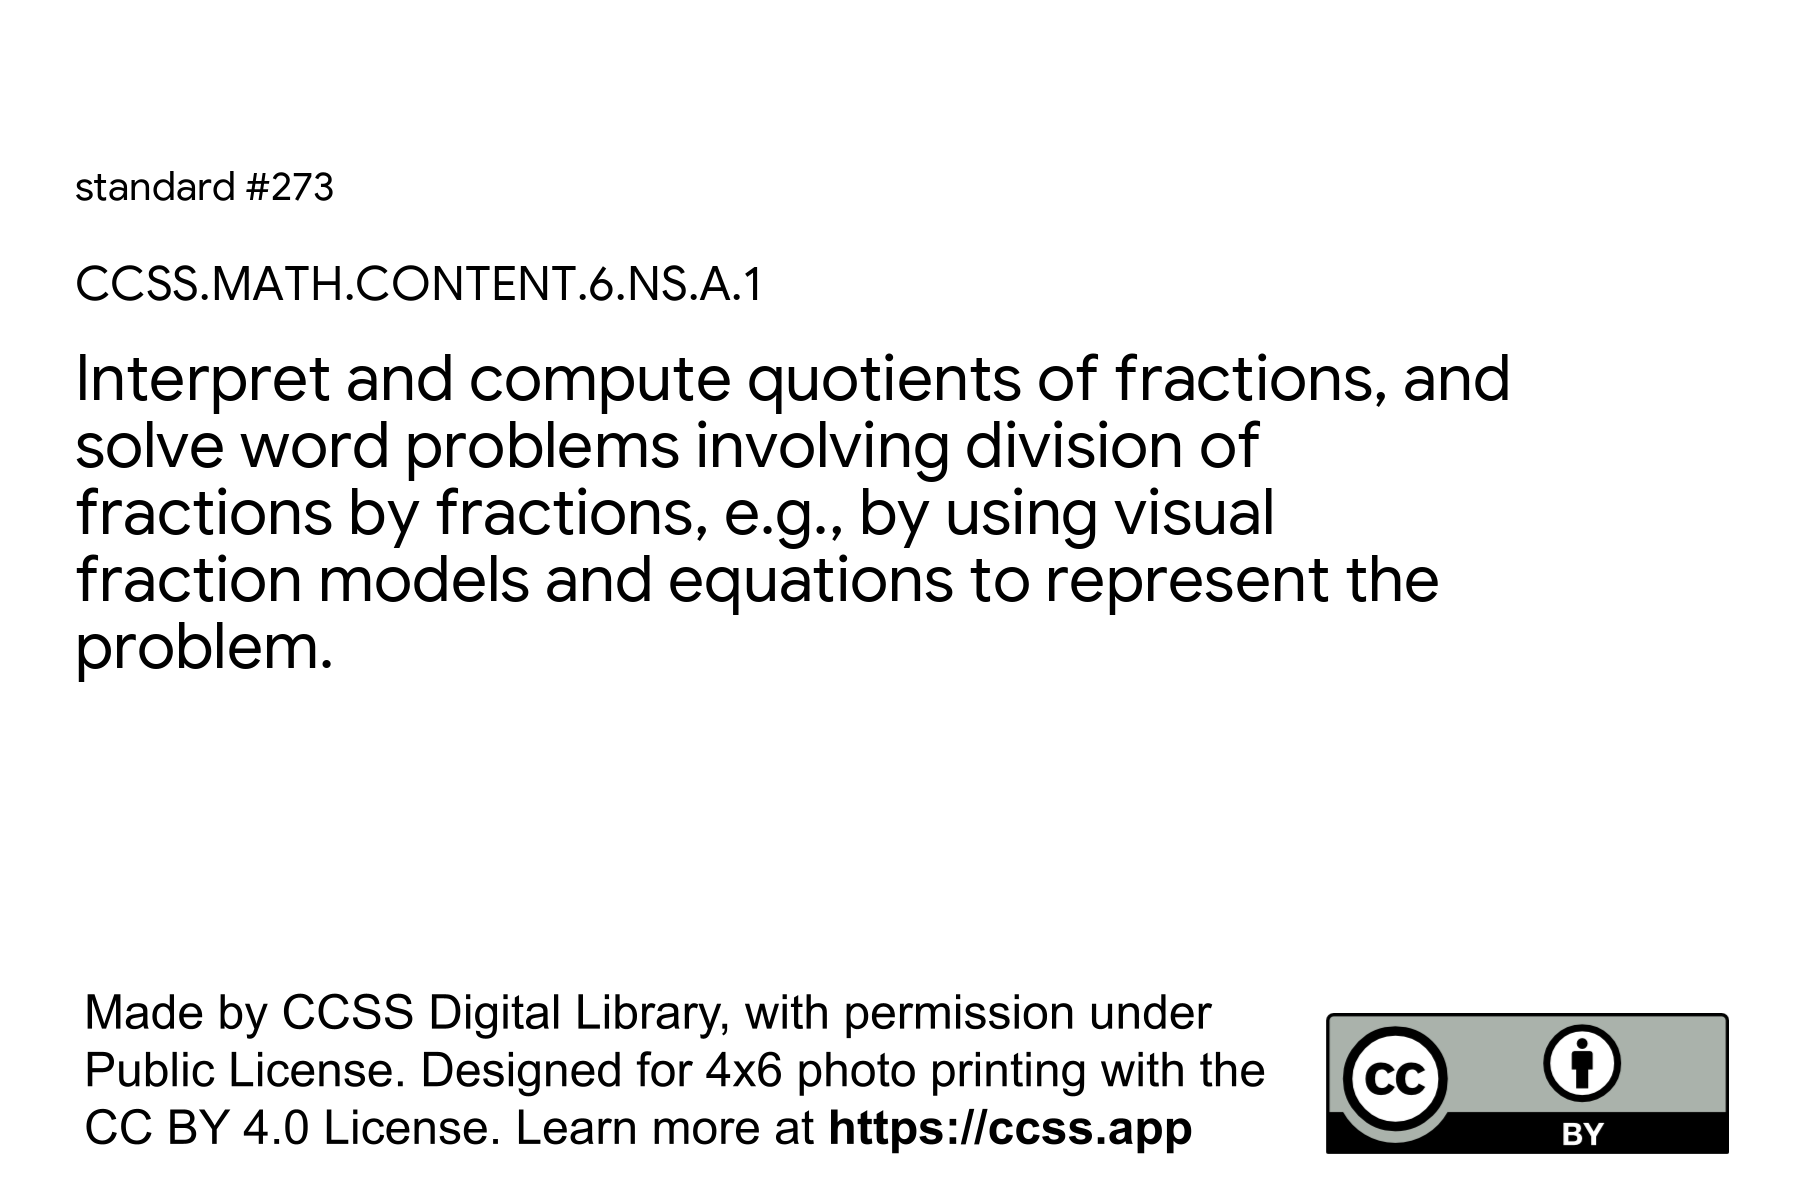 standard #273
CCSS.MATH.CONTENT.6.NS.A.1
Interpret and compute quotients of fractions, and
solve word problems involving division of
fractions by fractions, e.g., by using visual
fraction models and equations to represent the
problem.
Made by CCSS Digital Library, with permission under
Public License. Designed for 4x6 photo printing with the
CC BY 4.0 License. Learn more at https://ccss.app
cc
BY